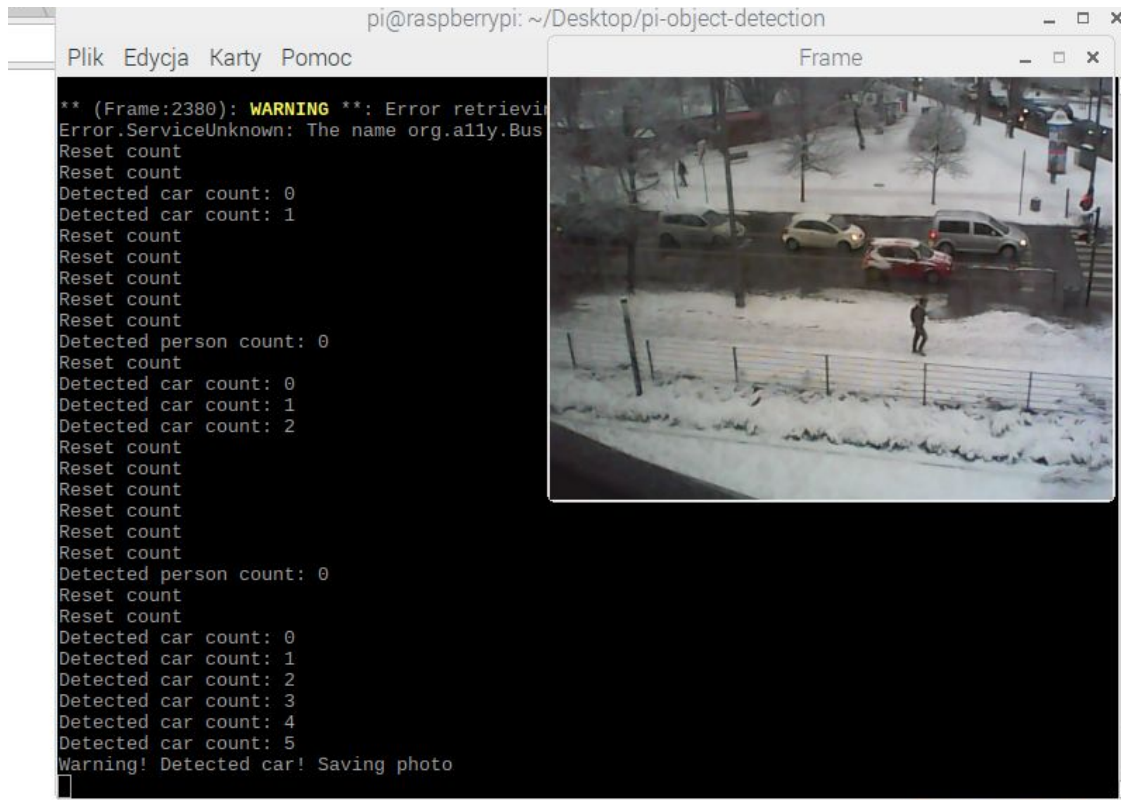 pi@raspberrypi: ~/Desktop/pi-object-detection
Plik Edycja Karty Pomoc
Frame
** (Frame:2380): WARNING **: Error retrievin
Error.ServiceUnknown: The name org.a11y.Bus
Reset count
Reset count
Detected car count: 0
Detected car count: 1
Reset count
Reset count
Reset count
Reset count
Reset count
Detected person count: 0
Reset count
Detected car count: 0
Detected car count: 1
Detected car count: 2
Reset count
Reset count
Reset count
Reset count
Reset count
Reset count
Detected person count: 0
Reset count
Reset count
Detected car count: 0
Detected car count: 1
Detected car count: 2
Detected car count: 3
Detected car count: 4
Detected car count: 5
Warning! Detected car! Saving photo